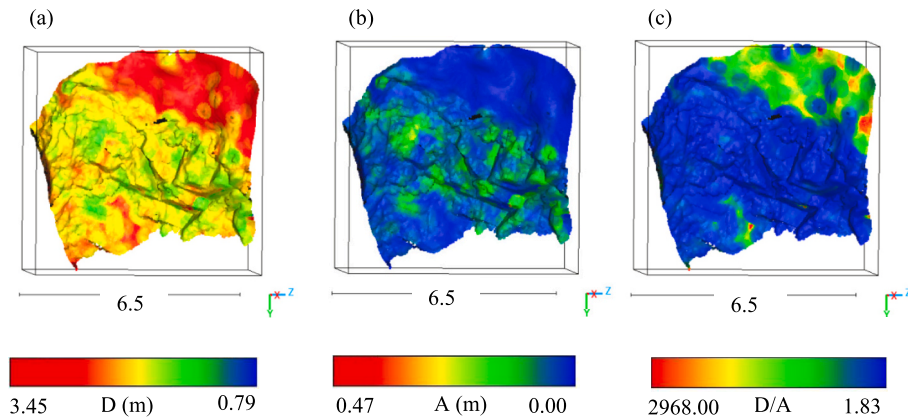 (a) (b) (c)
6.5 X Z Y 6.5 X Z Y 6.5 X Z Y
3.45 D (m) 0.79 0.47 A (m) 0.00 2968.00 D/A 1.83